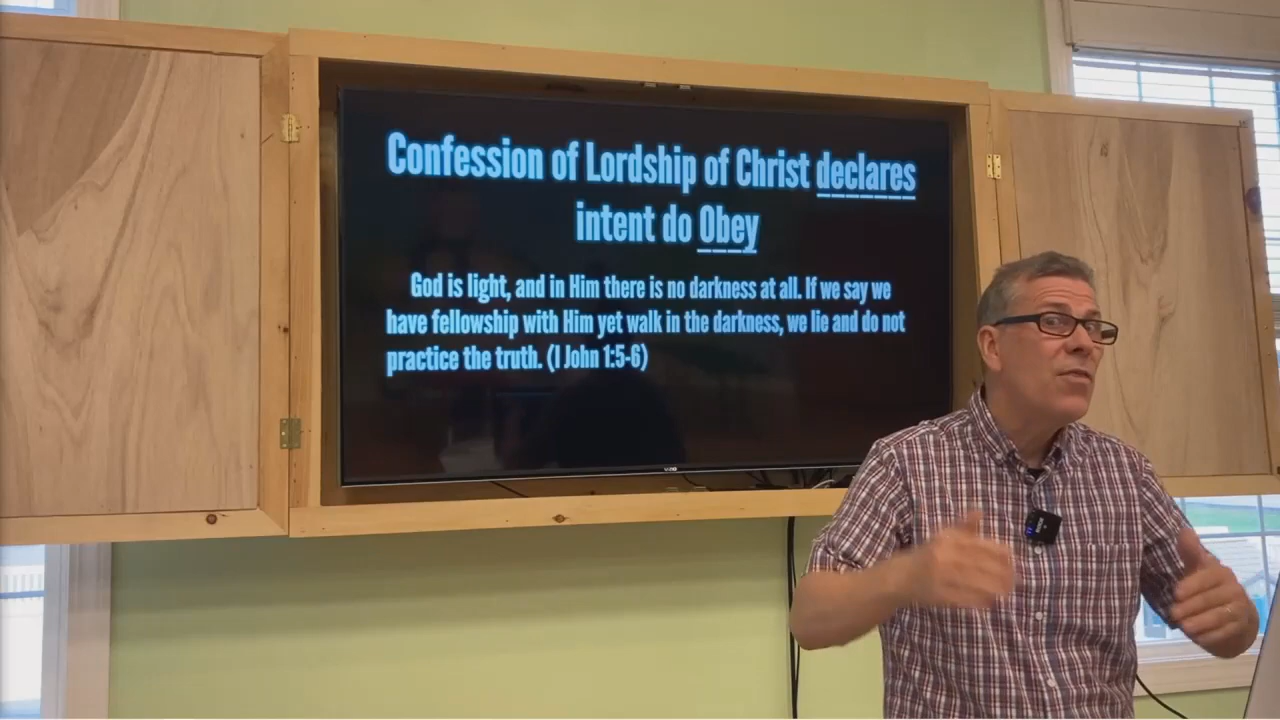 Confession of Lordship of Christ declares
intent do Obey
God is light, and in Him there is no darkness at all. If we say we
have fellowship with Him yet walk in the darkness, we lie and do not
practice the truth. (I John 1:5-6)